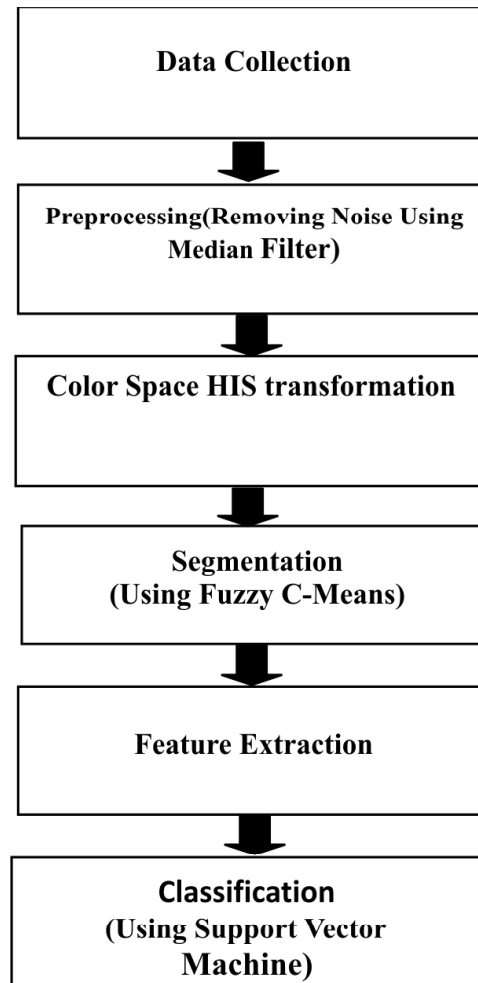 Data Collection
Preprocessing(Removing Noise Using
Median Filter)
Color Space HIS transformation
Segmentation
(Using Fuzzy C-Means)
Feature Extraction
Classification
(Using Support Vector
Machine)